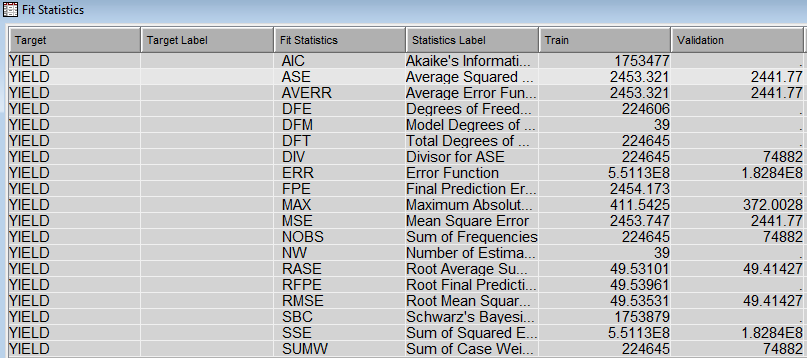 Fit Statistics
Target Target Label Fit Statistics Statistics Label Train Validation
YIELD AIC Akaike's Informati... 1753477 .
YIELD ASE Average Squared ... 2453.321 2441.77
YIELD AVERR Average Error Fun... 2453.321 2441.77
YIELD DFE Degrees of Freed... 224606 .
YIELD DFM Model Degrees of ... 39 .
YIELD DFT Total Degrees of ... 224645 .
YIELD DIV Divisor for ASE 224645 74882
YIELD ERR Error Function 5.5113E8 1.8284E8
YIELD FPE Final Prediction Er... 2454.173 .
YIELD MAX Maximum Absolut... 411.5425 372.0028
YIELD MSE Mean Square Error 2453.747 2441.77
YIELD NOBS Sum of Frequencies 224645 74882
YIELD NW Number of Estima... 39 .
YIELD RASE Root Average Su... 49.53101 49.41427
YIELD RFPE Root Final Predicti... 49.53961 .
YIELD RMSE Root Mean Squar... 49.53531 49.41427
YIELD SBC Schwarz's Bayesi... 1753879 .
YIELD SSE Sum of Squared E... 5.5113E8 1.8284E8
YIELD SUMW Sum of Case Wei... 224645 74882